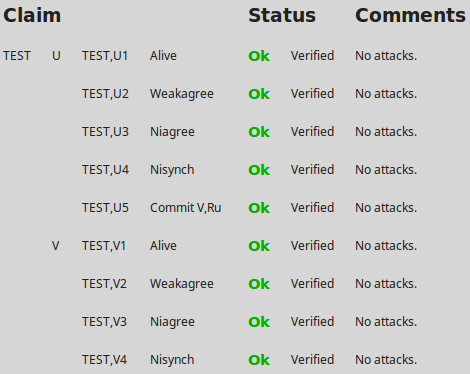 Claim Status Comments
TEST U TEST,U1 Alive Ok Verified No attacks.
TEST,U2 Weakagree Ok Verified No attacks.
TEST,U3 Niagree Ok Verified No attacks.
TEST,U4 Nisynch Ok Verified No attacks.
TEST,U5 Commit V,Ru Ok Verified No attacks.
V TEST,V1 Alive Ok Verified No attacks.
TEST,V2 Weakagree Ok Verified No attacks.
TEST,V3 Niagree Ok Verified No attacks.
TEST,V4 Nisynch Ok Verified No attacks.